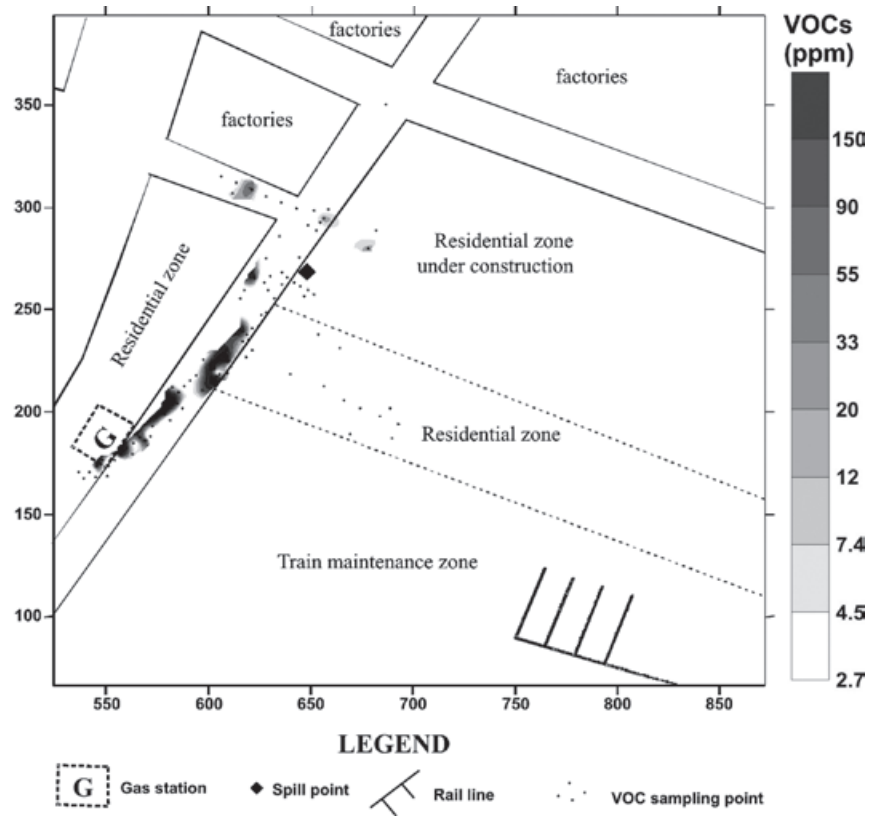 factories
VOCs
(ppm)
factories
factories
350
150
300
90
Residential zone
under construction
55
Residential zone
250
33
200
20
G
Residential zone
12
150
7.4
Train maintenance zone
100
4.5
2.7
550
600
650
700
750
800
850
LEGEND
G
Gas station
Spill point
Rail line
VOC sampling point